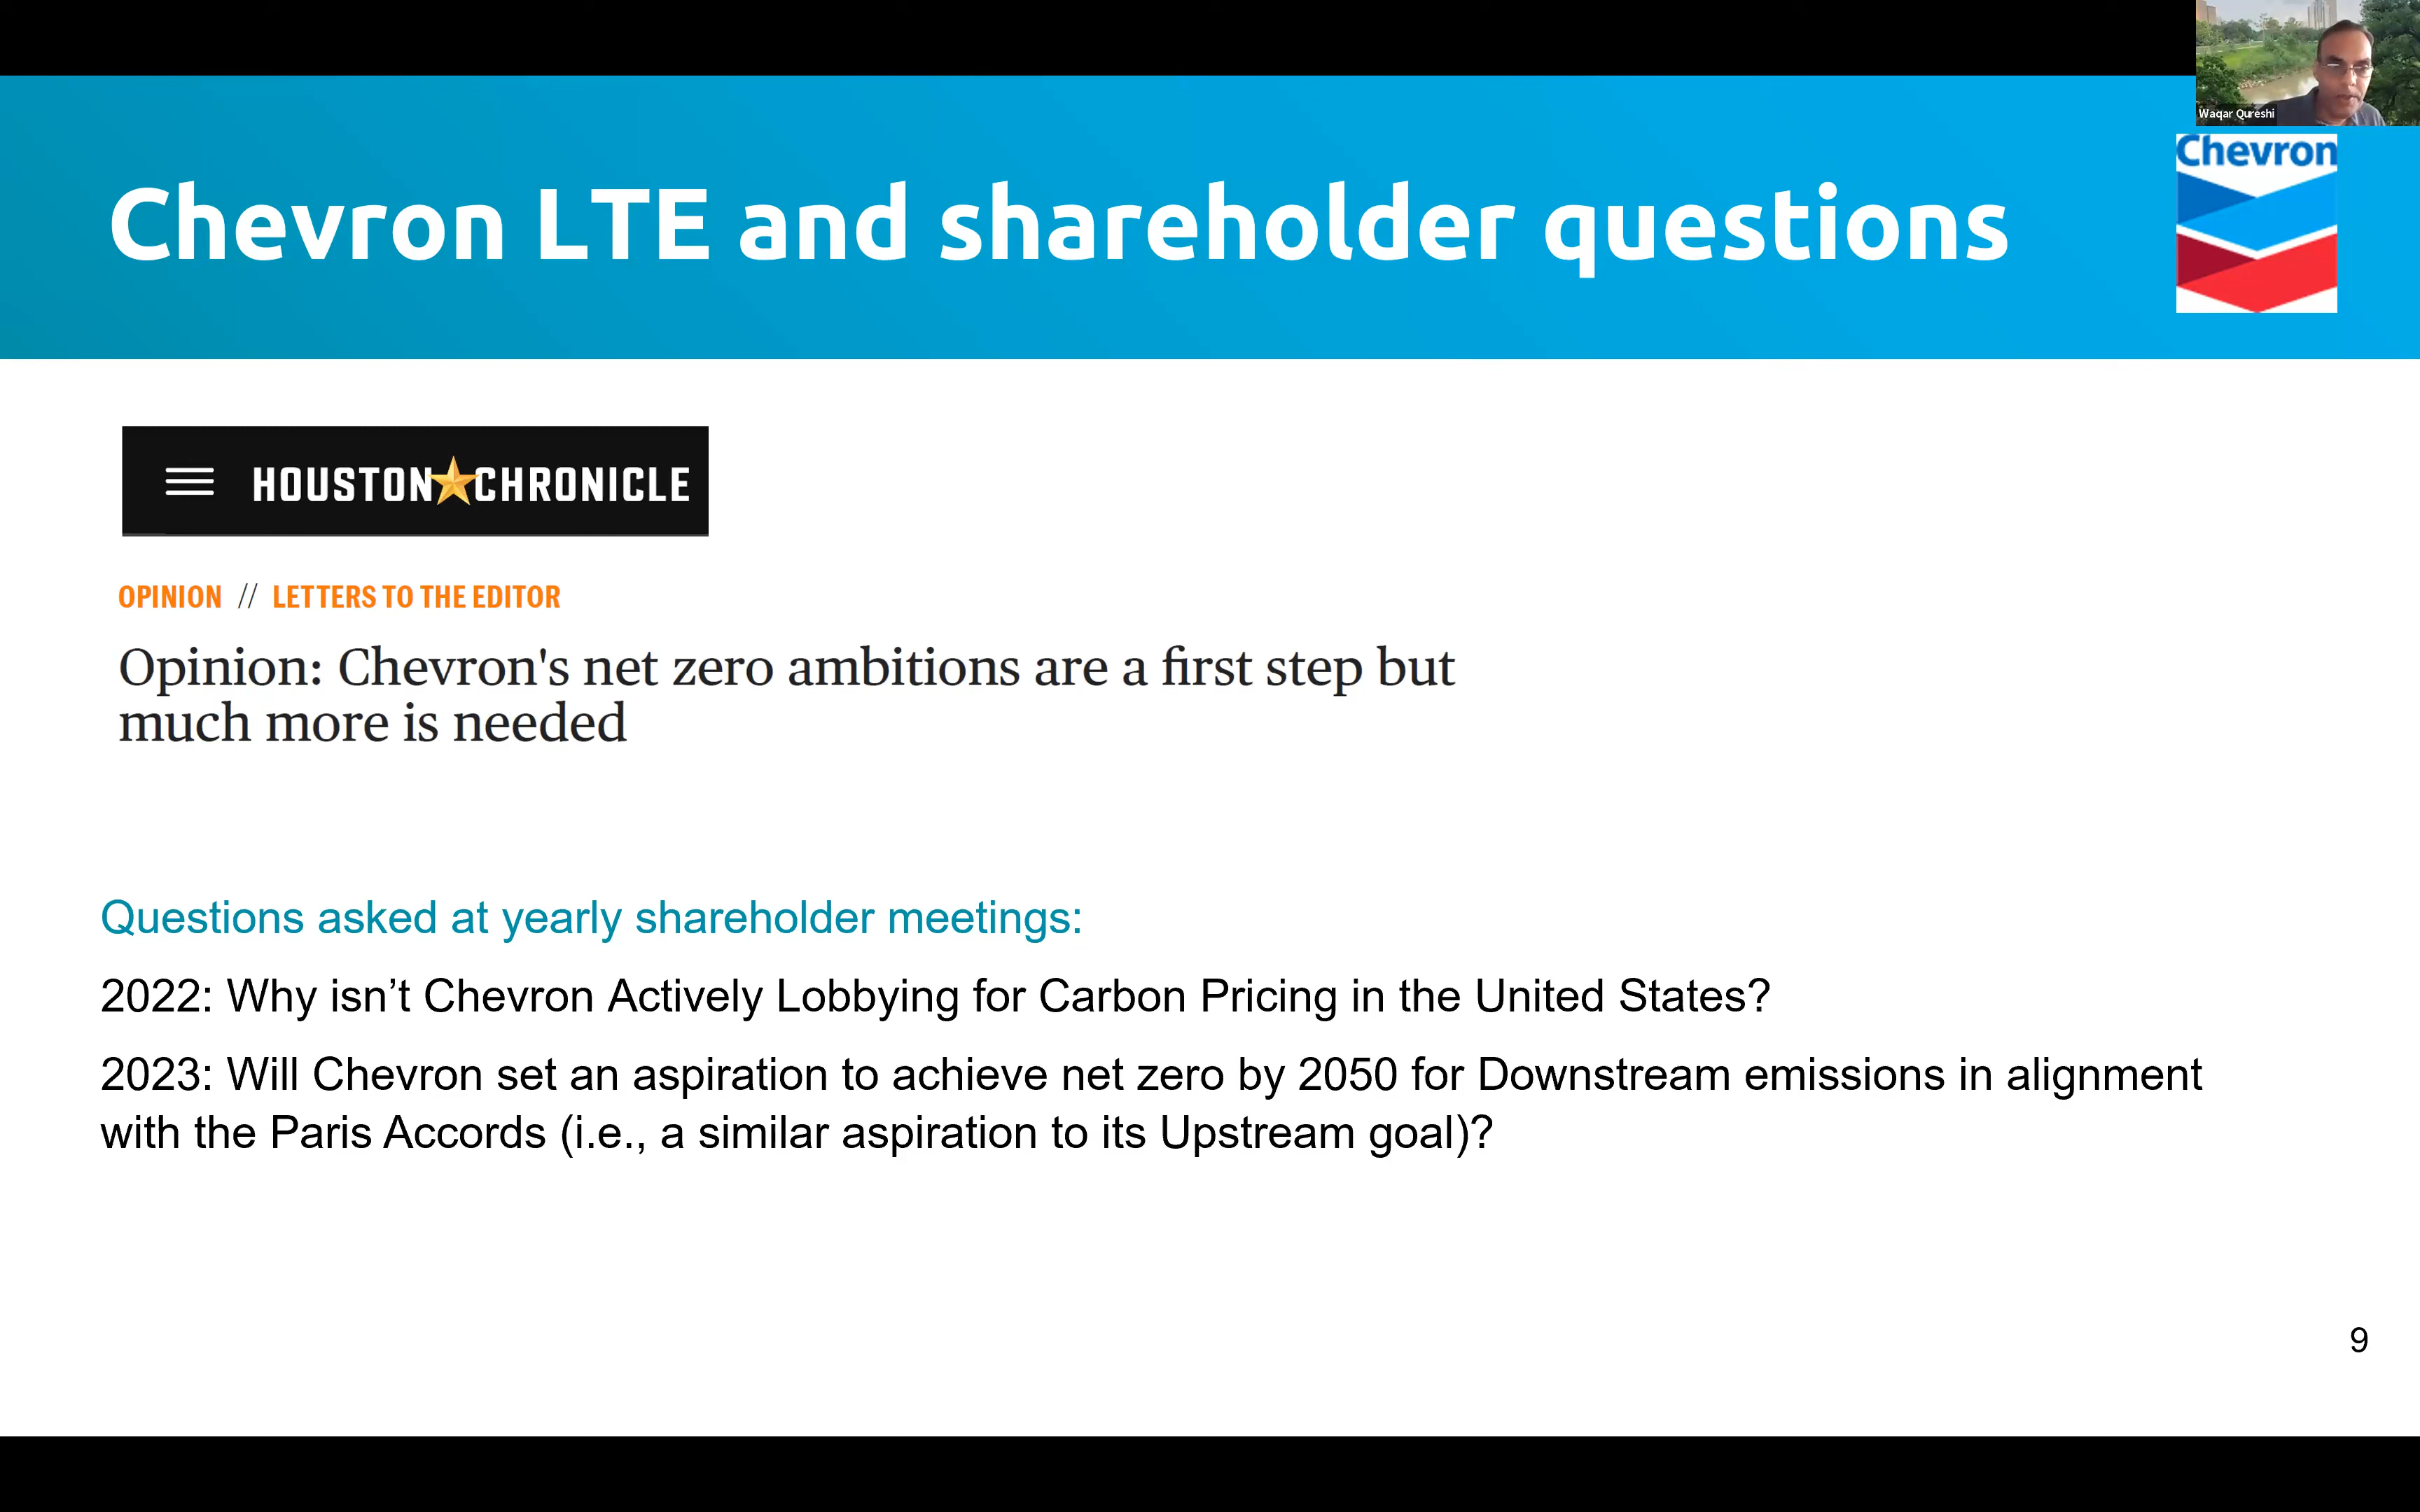 Waqar Qureshi
Chevron LTE and shareholder questions
Chevron
HOUSTON CHRONICLE
OPINION // LETTERS TO THE EDITOR
Opinion: Chevron's net zero ambitions are a first step but
much more is needed
Questions asked at yearly shareholder meetings:
2022: Why isn’t Chevron Actively Lobbying for Carbon Pricing in the United States?
2023: Will Chevron set an aspiration to achieve net zero by 2050 for Downstream emissions in alignment
with the Paris Accords (i.e., a similar aspiration to its Upstream goal)?
9